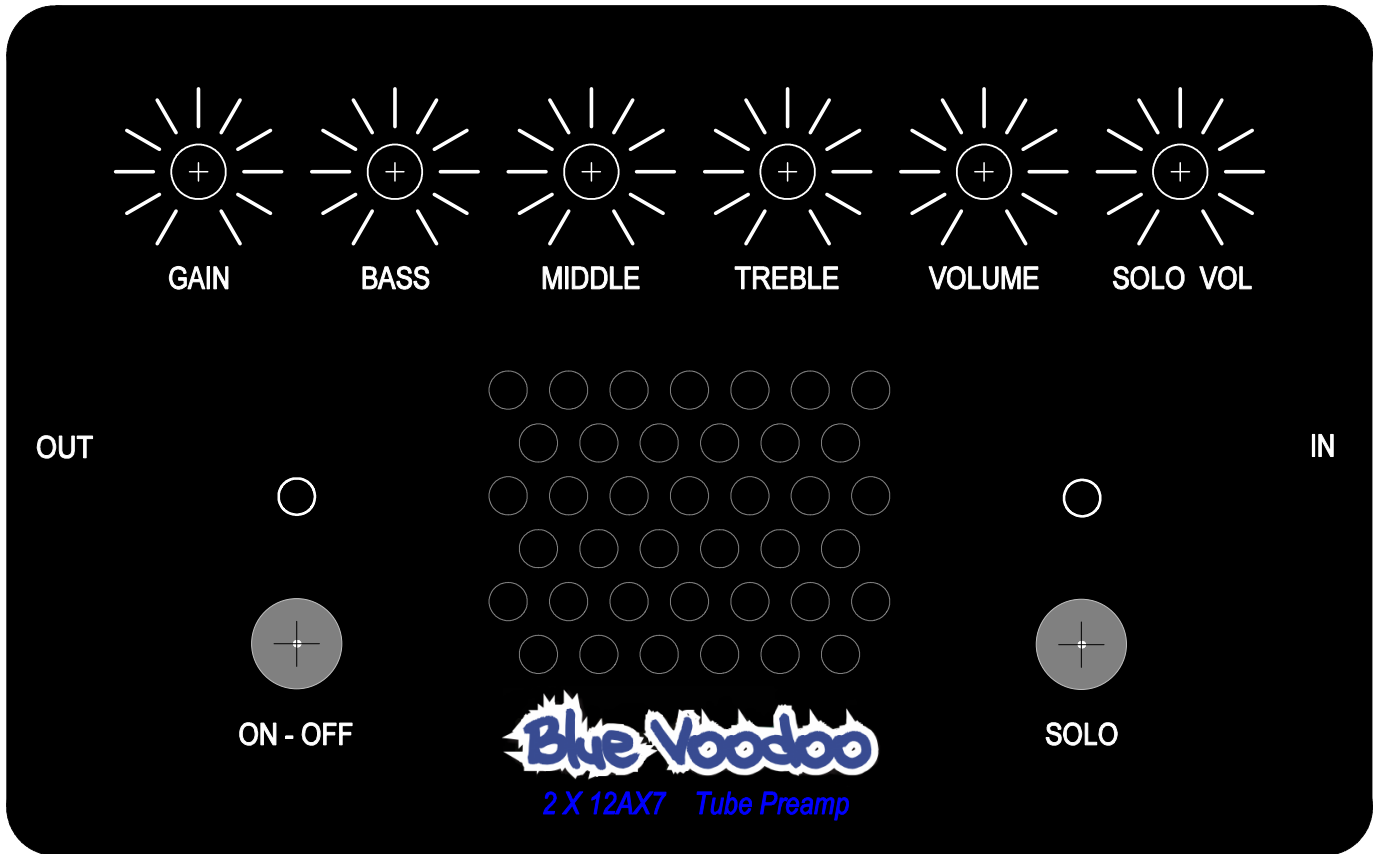 GAIN BASS MIDDLE TREBLE VOLUME SOLO VOL
OUT IN
ON - OFF SOLO
Blue Voodoo
2 X 12AX7 Tube Preamp